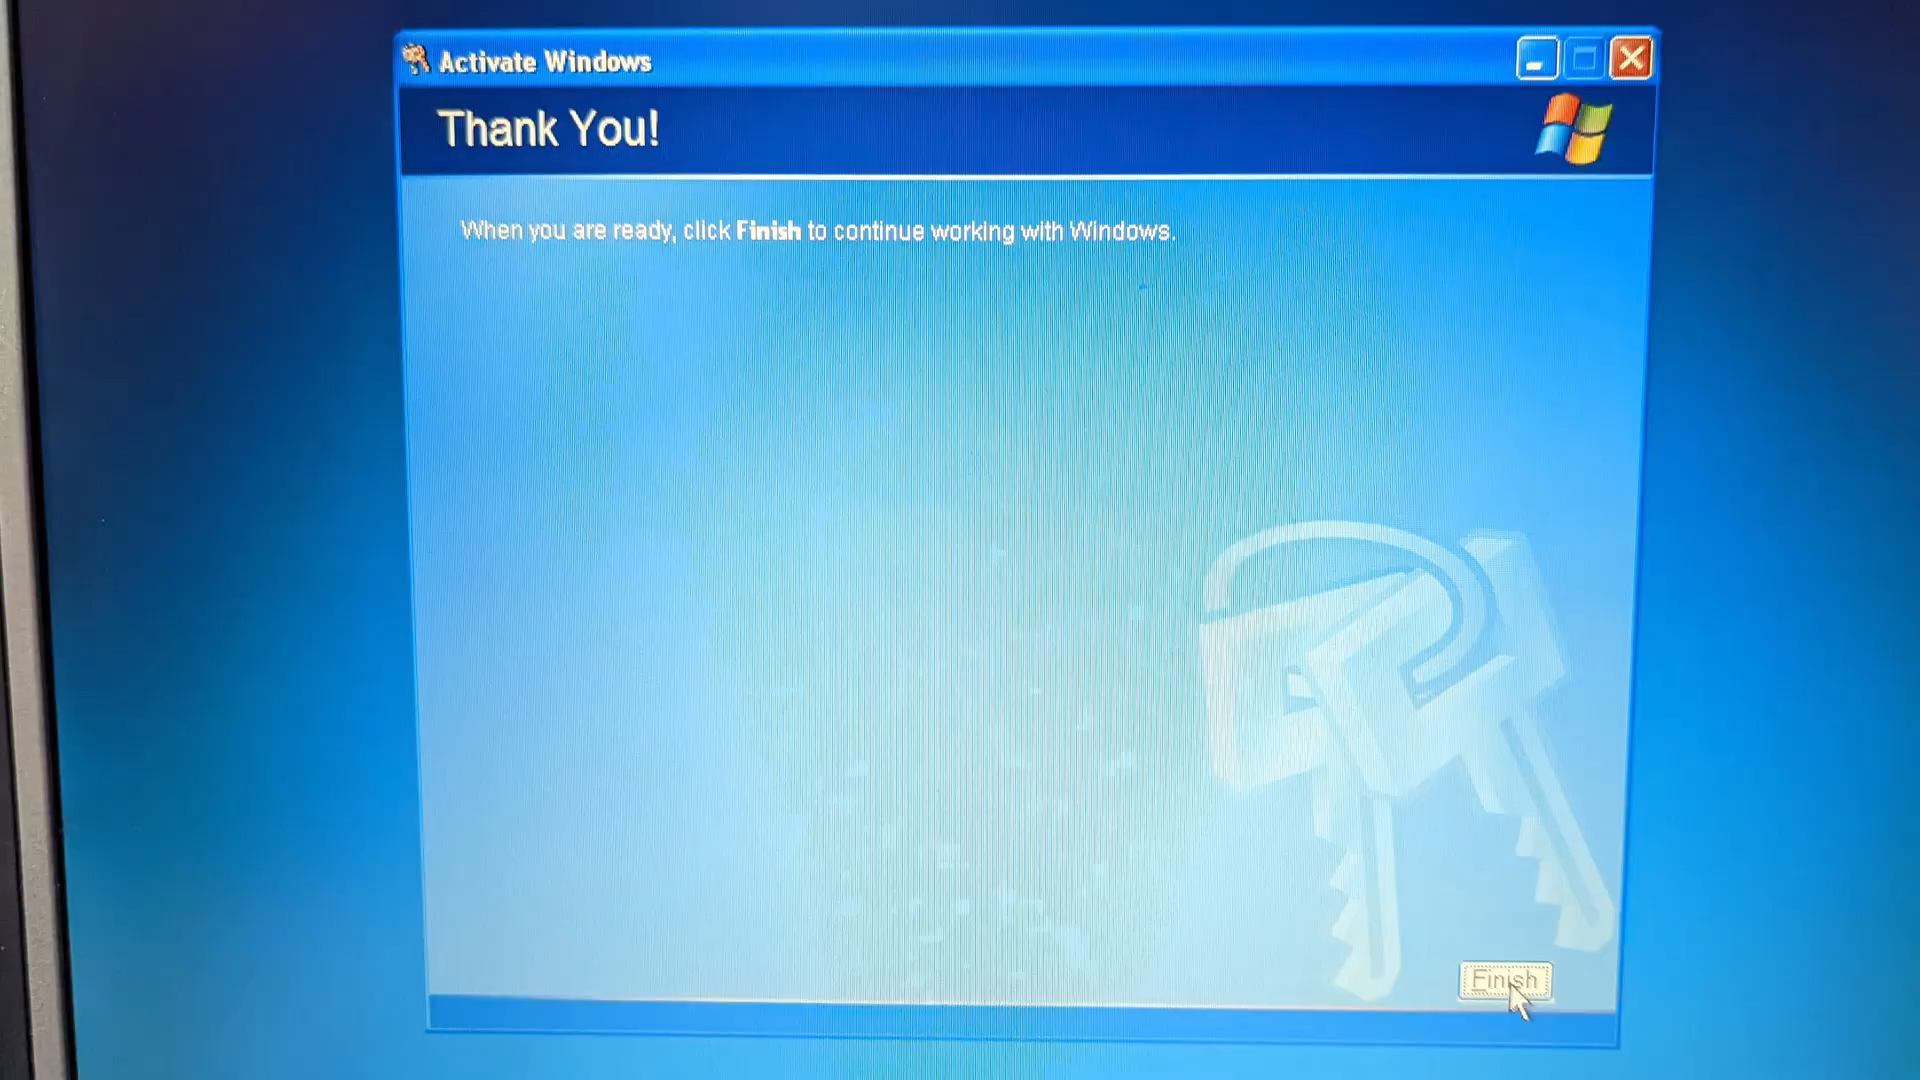 Activate Windows
Thank You!
When you are ready, click Finish to continue working with Windows.
Finish